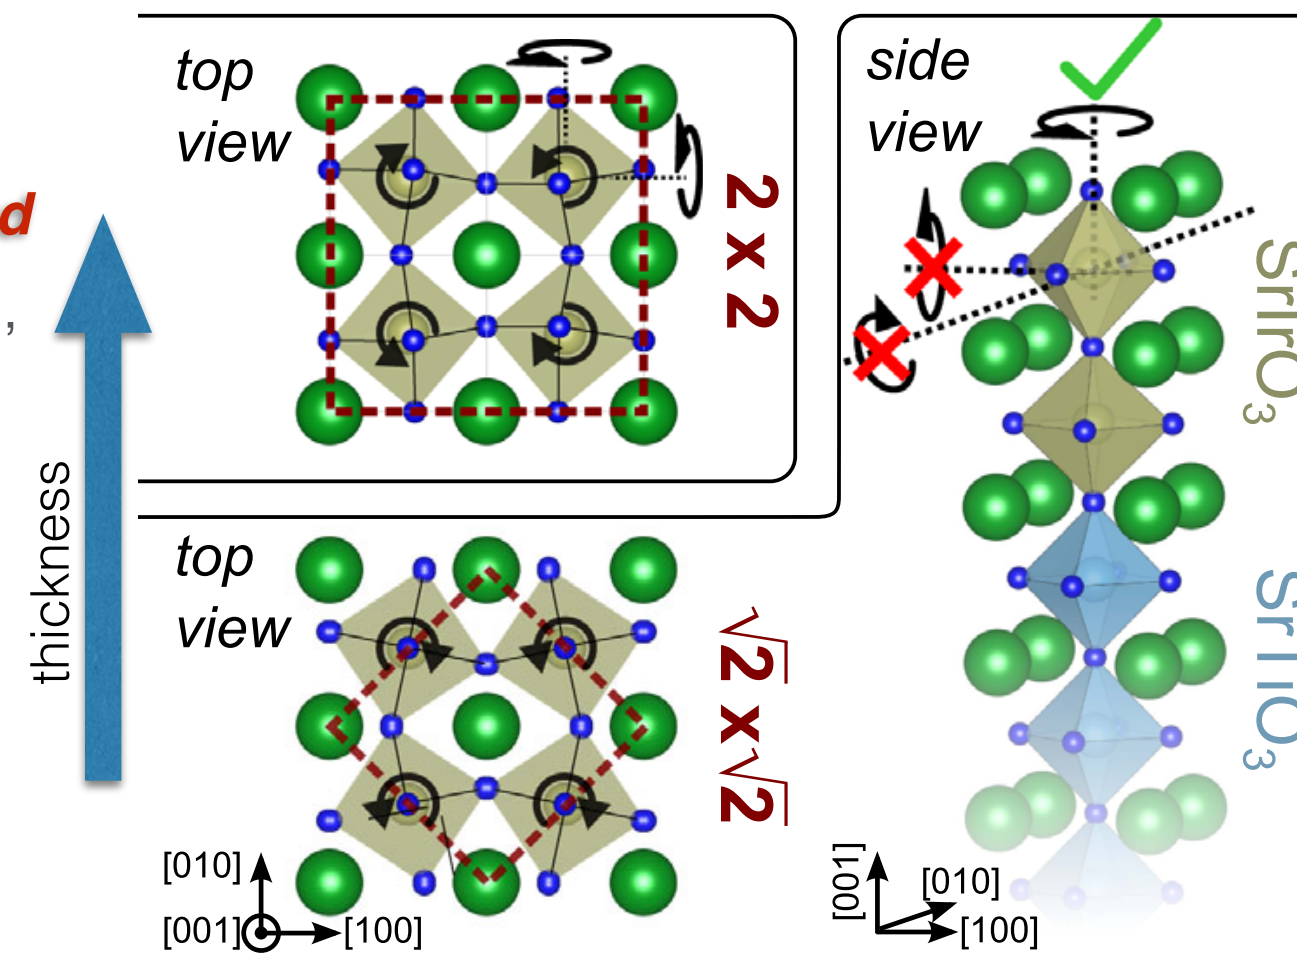 d
,
thickness
top
view
2 x 2
top
view
√2 x √2
[010]
[001]
[100]
side
view
SrIrO3
SrTiO3
[001]
[010]
[100]